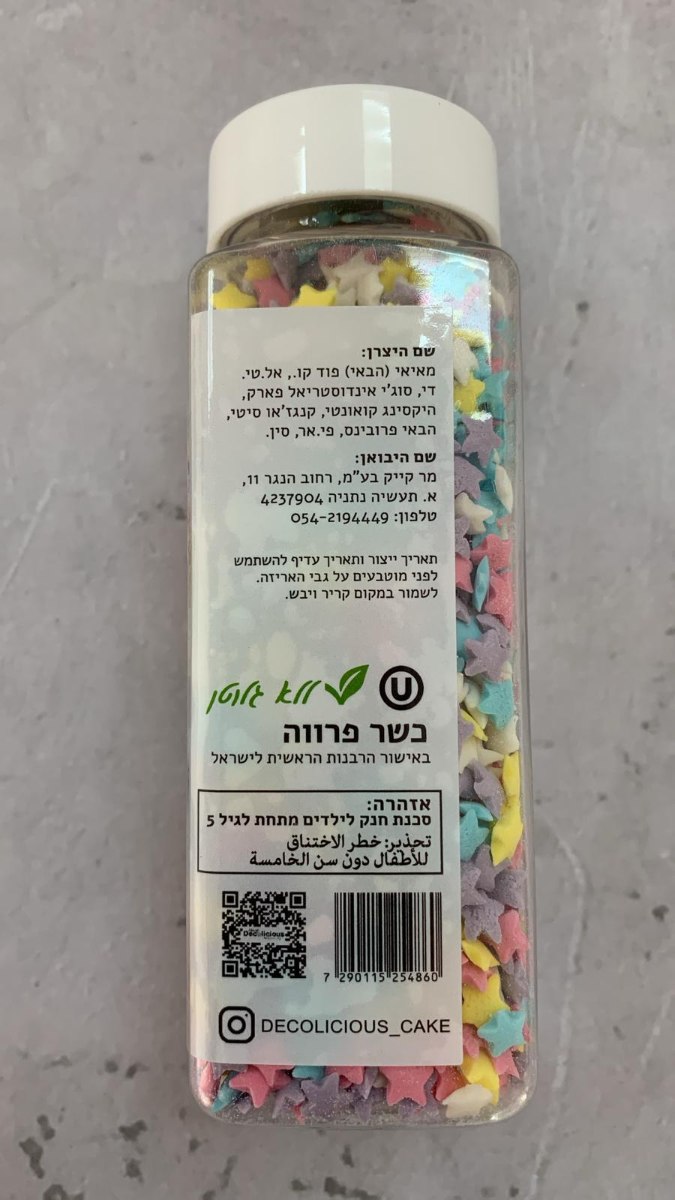 שם היצרן:
מאיאי (הבאי) פוד קו., אל.טי.
די, סוג'י אינדוסטריאל פארק,
היקסינג קואונטי, קנגז'או סיטי,
הבאי פרובינס, פי.אר, סין.
שם היבואן:
מר קייק בע"מ, רחוב הנגר 11,
א. תעשיה נתניה 4237904
טלפון: 054-2194449
תאריך ייצור ותאריך עדיף להשתמש
לפני מוטבעים על גבי האריזה.
לשמור במקום קריר ויבש.
U
ללא גלוטן
כשר פרווה
באישור הרבנות הראשית לישראל
אזהרה:
סכנת חנק לילדים מתחת לגיל 5
تحذير: خطر الاختناق
للأطفال دون سن الخامسة
Decolicious
7 290115 254860
DECOLICIOUS_CAKE